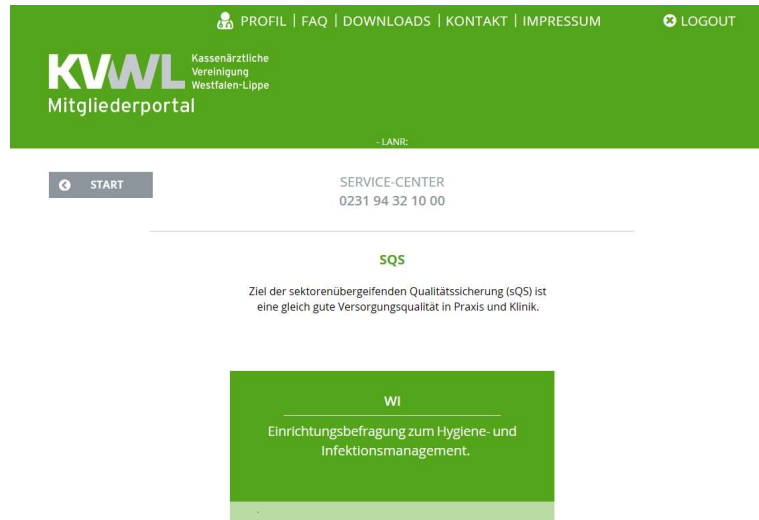 PROFIL | FAQ | DOWNLOADS | KONTAKT | IMPRESSUM
LOGOUT
KVWL
Kassenärztliche
Vereinigung
Westfalen-Lippe
Mitgliederportal
- LANR:
START
SERVICE-CENTER
0231 94 32 10 00
SQS
Ziel der sektorenübergeifenden Qualitätssicherung (sQS) ist
eine gleich gute Versorgungsqualität in Praxis und Klinik.
WI
Einrichtungsbefragung zum Hygiene- und
Infektionsmanagement.